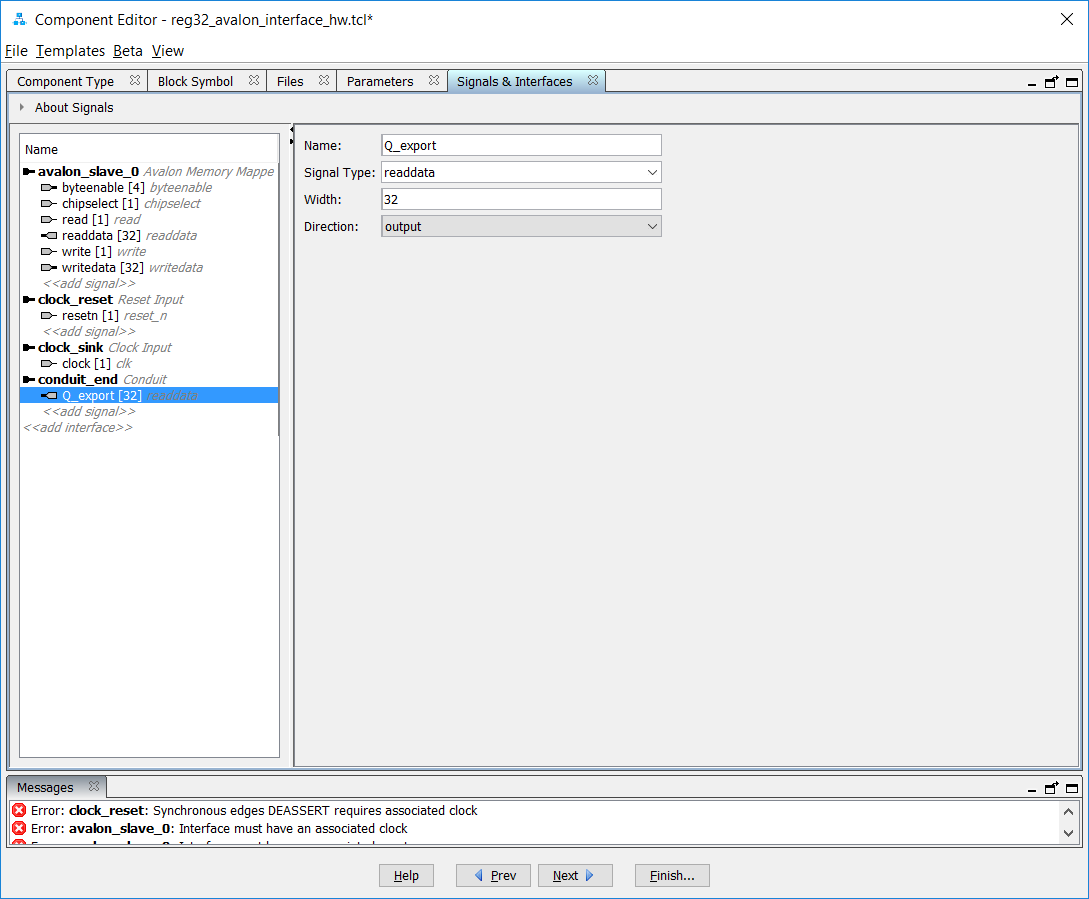 Component Editor - reg32_avalon_interface_hw.tcl*
File Templates Beta View
Component Type Block Symbol Files Parameters Signals & Interfaces
About Signals
Name
avalon_slave_0 Avalon Memory Mappe
byteenable [4] byteenable
chipselect [1] chipselect
read [1] read
readdata [32] readdata
write [1] write
writedata [32] writedata
<<add signal>>
clock_reset Reset Input
resetn [1] reset_n
<<add signal>>
clock_sink Clock Input
clock [1] clk
conduit_end Conduit
Q_export [32] readdata
<<add signal>>
<<add interface>>
Name: Q_export
Signal Type: readdata
Width: 32
Direction: output
Messages
Error: clock_reset: Synchronous edges DEASSERT requires associated clock
Error: avalon_slave_0: Interface must have an associated clock
Help Prev Next Finish...